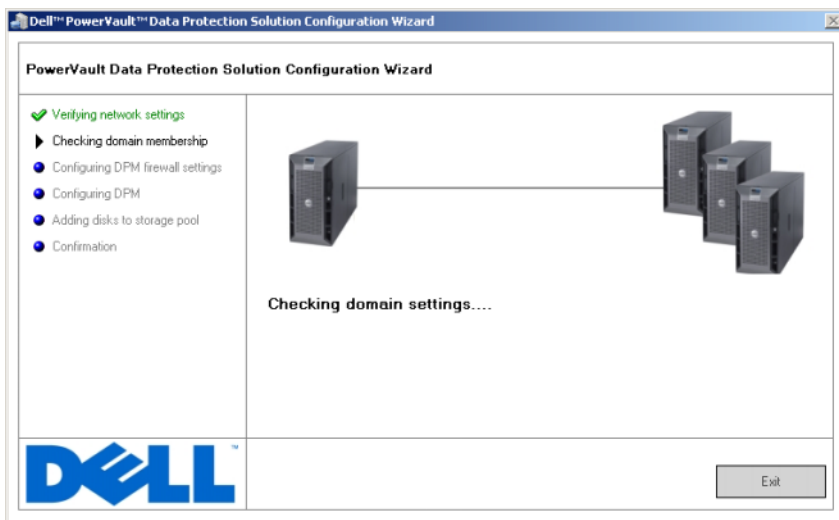 Dell™ PowerVault™ Data Protection Solution Configuration Wizard
PowerVault Data Protection Solution Configuration Wizard
Verifying network settings
Checking domain membership
Configuring DPM firewall settings
Configuring DPM
Adding disks to storage pool
Confirmation
Checking domain settings....
DELL™
Exit